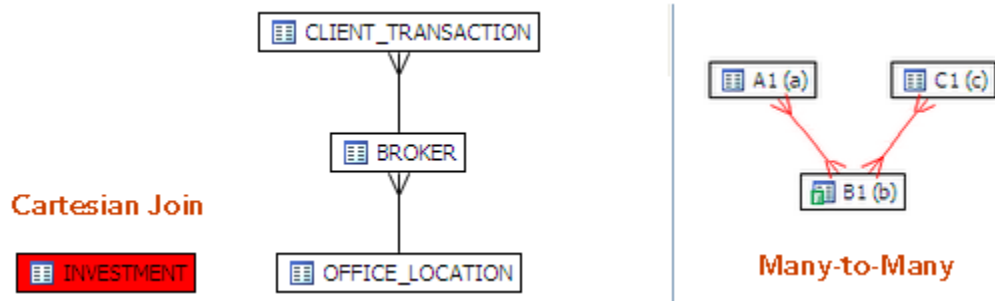 CLIENT_TRANSACTION
BROKER
Cartesian Join
INVESTMENT
OFFICE_LOCATION
A1 (a)
C1 (c)
B1 (b)
Many-to-Many